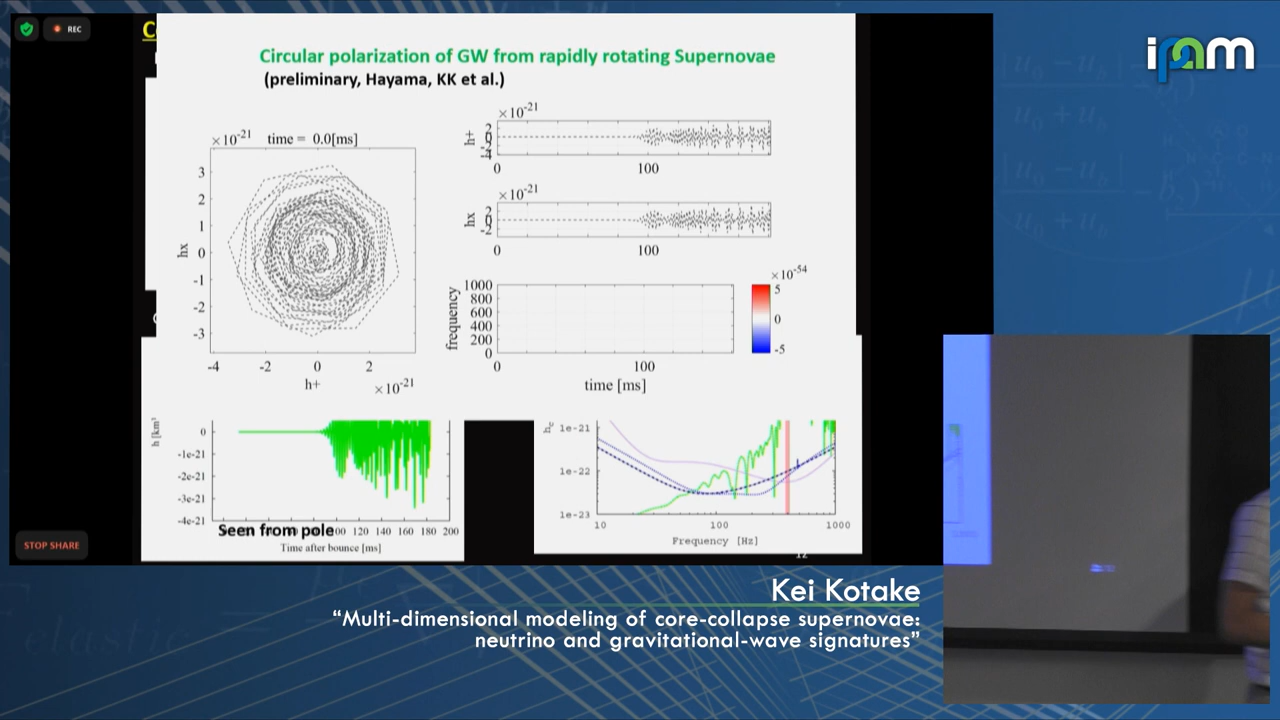 REC
C
Circular polarization of GW from rapidly rotating Supernovae
(preliminary, Hayama, KK et al.)
×10-21 time = 0.0[ms]
3
2
1
0
-1
-2
-3
hx
-4 -2 0 2
h+ ×10-21
×10-21
h+
2
0
-2
-4
0 100
×10-21
hx
2
0
-2
0 100
frequency
1000
800
600
400
200
0
0 100
time [ms]
×10-54
5
0
-5
0
-1e-21
-2e-21
-3e-21
-4e-21
Seen from pole
120 140 160 180 200
Time after bounce [ms]
1e-21
1e-22
1e-23
10 100 1000
Frequency [Hz]
12
STOP SHARE
ipam
Kei Kotake
“Multi-dimensional modeling of core-collapse supernovae:
neutrino and gravitational-wave signatures”
elastic